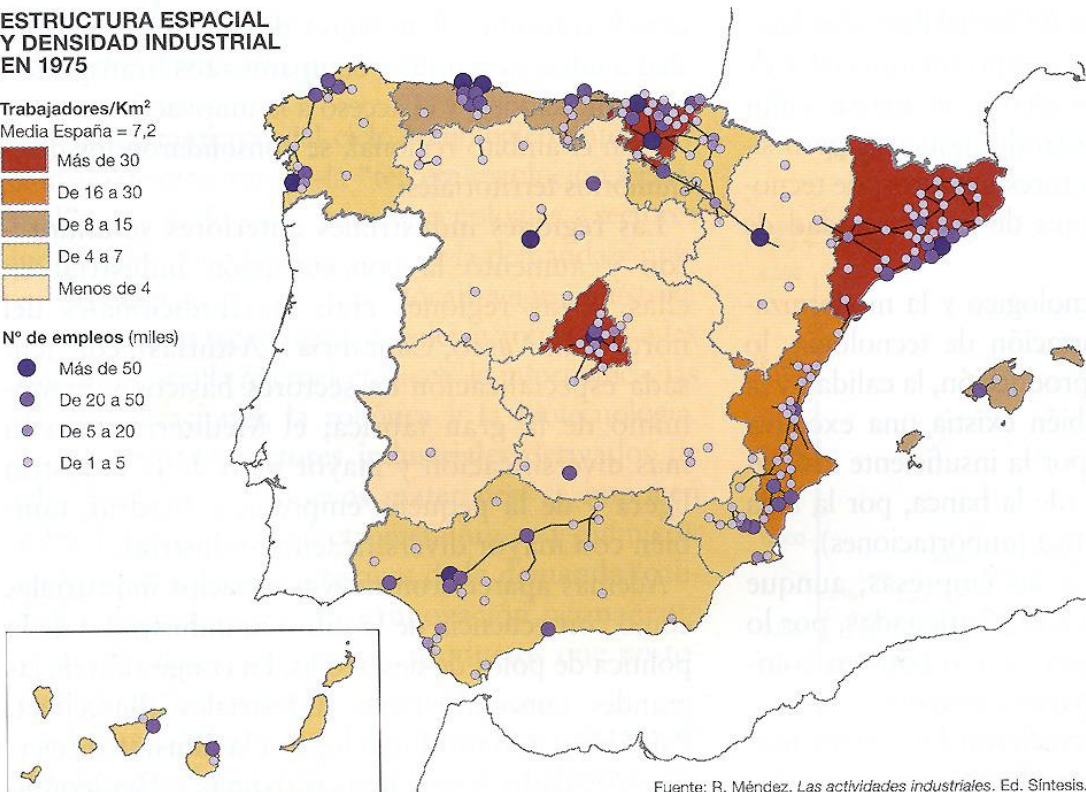 ESTRUCTURA ESPACIAL
Y DENSIDAD INDUSTRIAL
EN 1975
Trabajadores/Km²
Media España = 7,2
Más de 30
De 16 a 30
De 8 a 15
De 4 a 7
Menos de 4
Nº de empleos (miles)
Más de 50
De 20 a 50
De 5 a 20
De 1 a 5
Fuente: R. Méndez. Las actividades industriales. Ed. Síntesis.